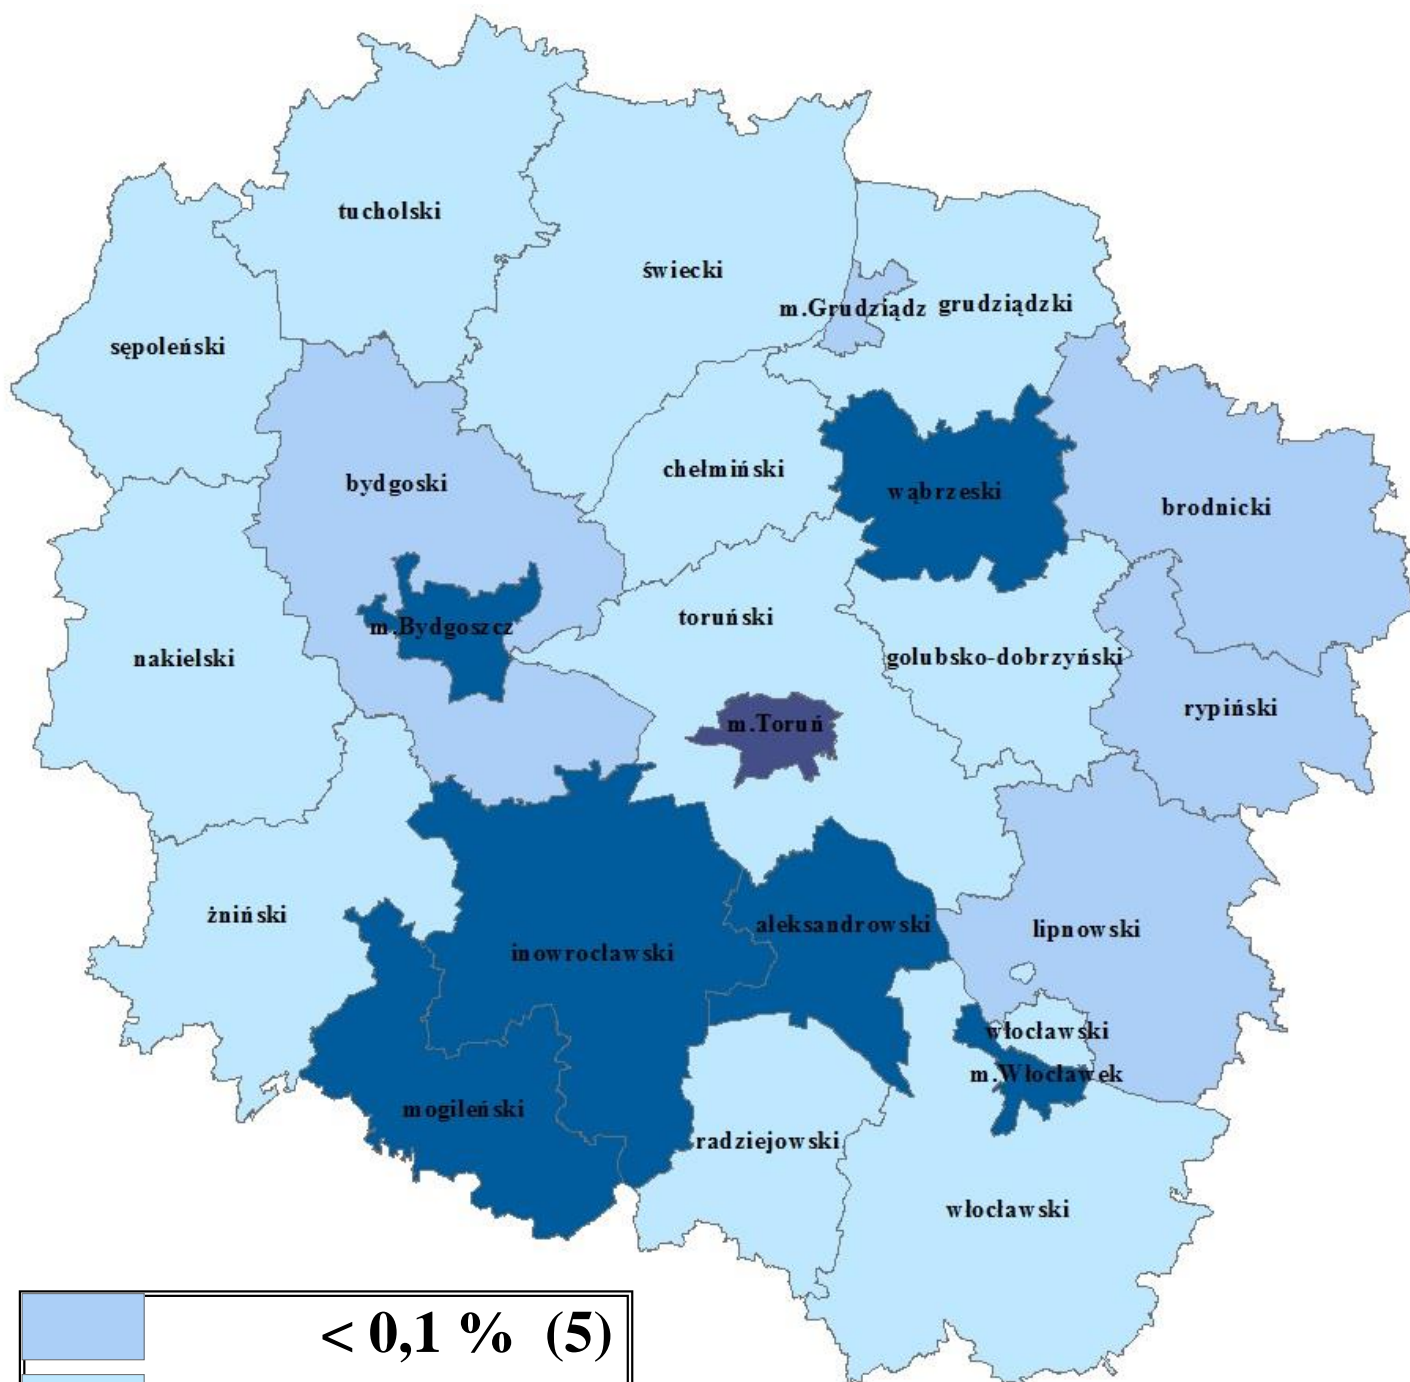 tucholski
świecki
m.Grudziądz
grudziądzki
sępoleński
chełmiński
bydgoski
wąbrzeski
brodnicki
toruński
m.Bydgoszcz
nakielski
golubsko-dobrzyński
rypiński
m.Toruń
żniński
aleksandrowski
lipnowski
inowrocławski
włocławski
m.Włocławek
mogileński
radziejowski
włocławski
< 0,1 % (5)